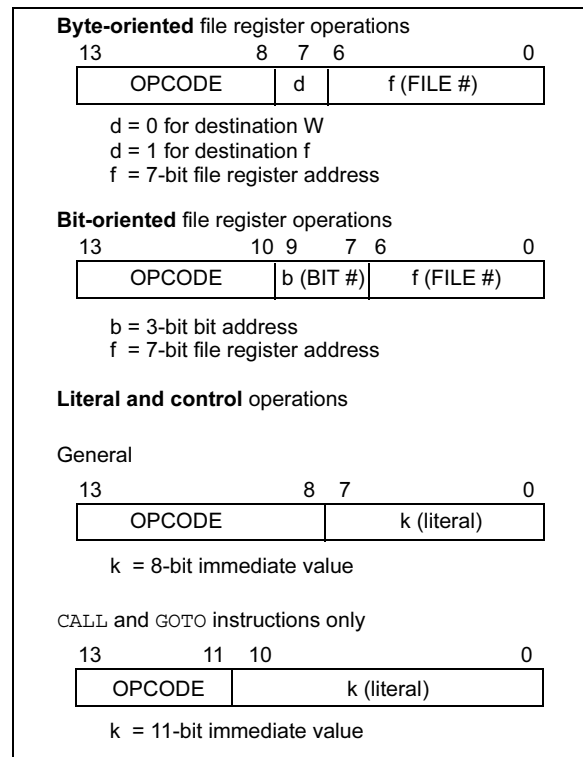 Byte-oriented file register operations
13 8 7 6 0
OPCODE d f (FILE #)
d = 0 for destination W
d = 1 for destination f
f = 7-bit file register address
Bit-oriented file register operations
13 10 9 7 6 0
OPCODE b (BIT #) f (FILE #)
b = 3-bit bit address
f = 7-bit file register address
Literal and control operations
General
13 8 7 0
OPCODE k (literal)
k = 8-bit immediate value
CALL and GOTO instructions only
13 11 10 0
OPCODE k (literal)
k = 11-bit immediate value